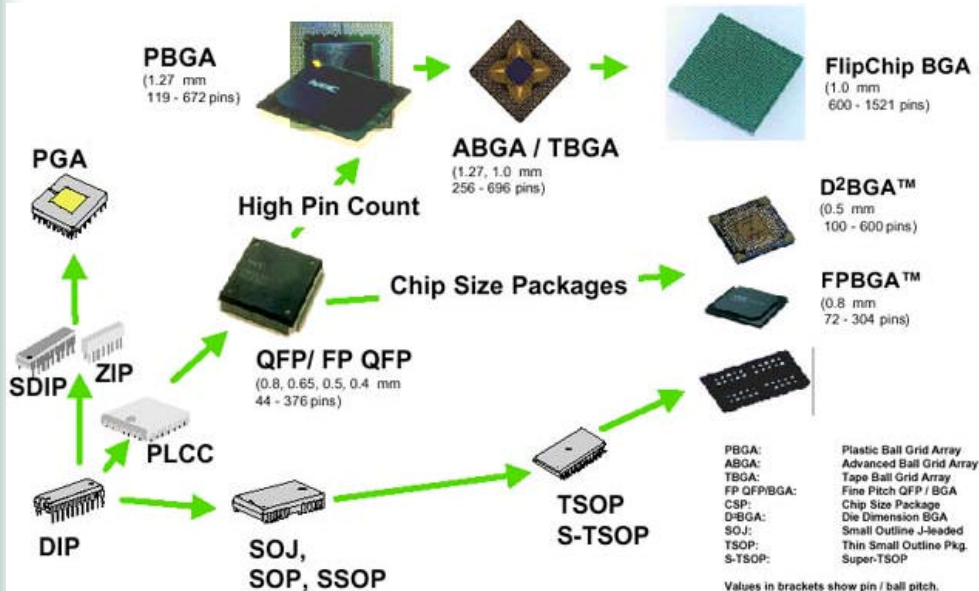 PBGA
(1.27 mm
119 - 672 pins)
NEC
ABGA / TBGA
(1.27, 1.0 mm
256 - 696 pins)
FlipChip BGA
(1.0 mm
600 - 1521 pins)
PGA
High Pin Count
D²BGA™
(0.5 mm
100 - 600 pins)
Chip Size Packages
FPBGA™
(0.8 mm
72 - 304 pins)
SDIP
ZIP
QFP/ FP QFP
(0.8, 0.65, 0.5, 0.4 mm
44 - 376 pins)
PLCC
DIP
SOJ,
SOP, SSOP
TSOP
S-TSOP
PBGA: Plastic Ball Grid Array
ABGA: Advanced Ball Grid Array
TBGA: Tape Ball Grid Array
FP QFP/BGA: Fine Pitch QFP / BGA
CSP: Chip Size Package
D²BGA: Die Dimension BGA
SOJ: Small Outline J-leaded
TSOP: Thin Small Outline Pkg.
S-TSOP: Super-TSOP
Values in brackets show pin / ball pitch.